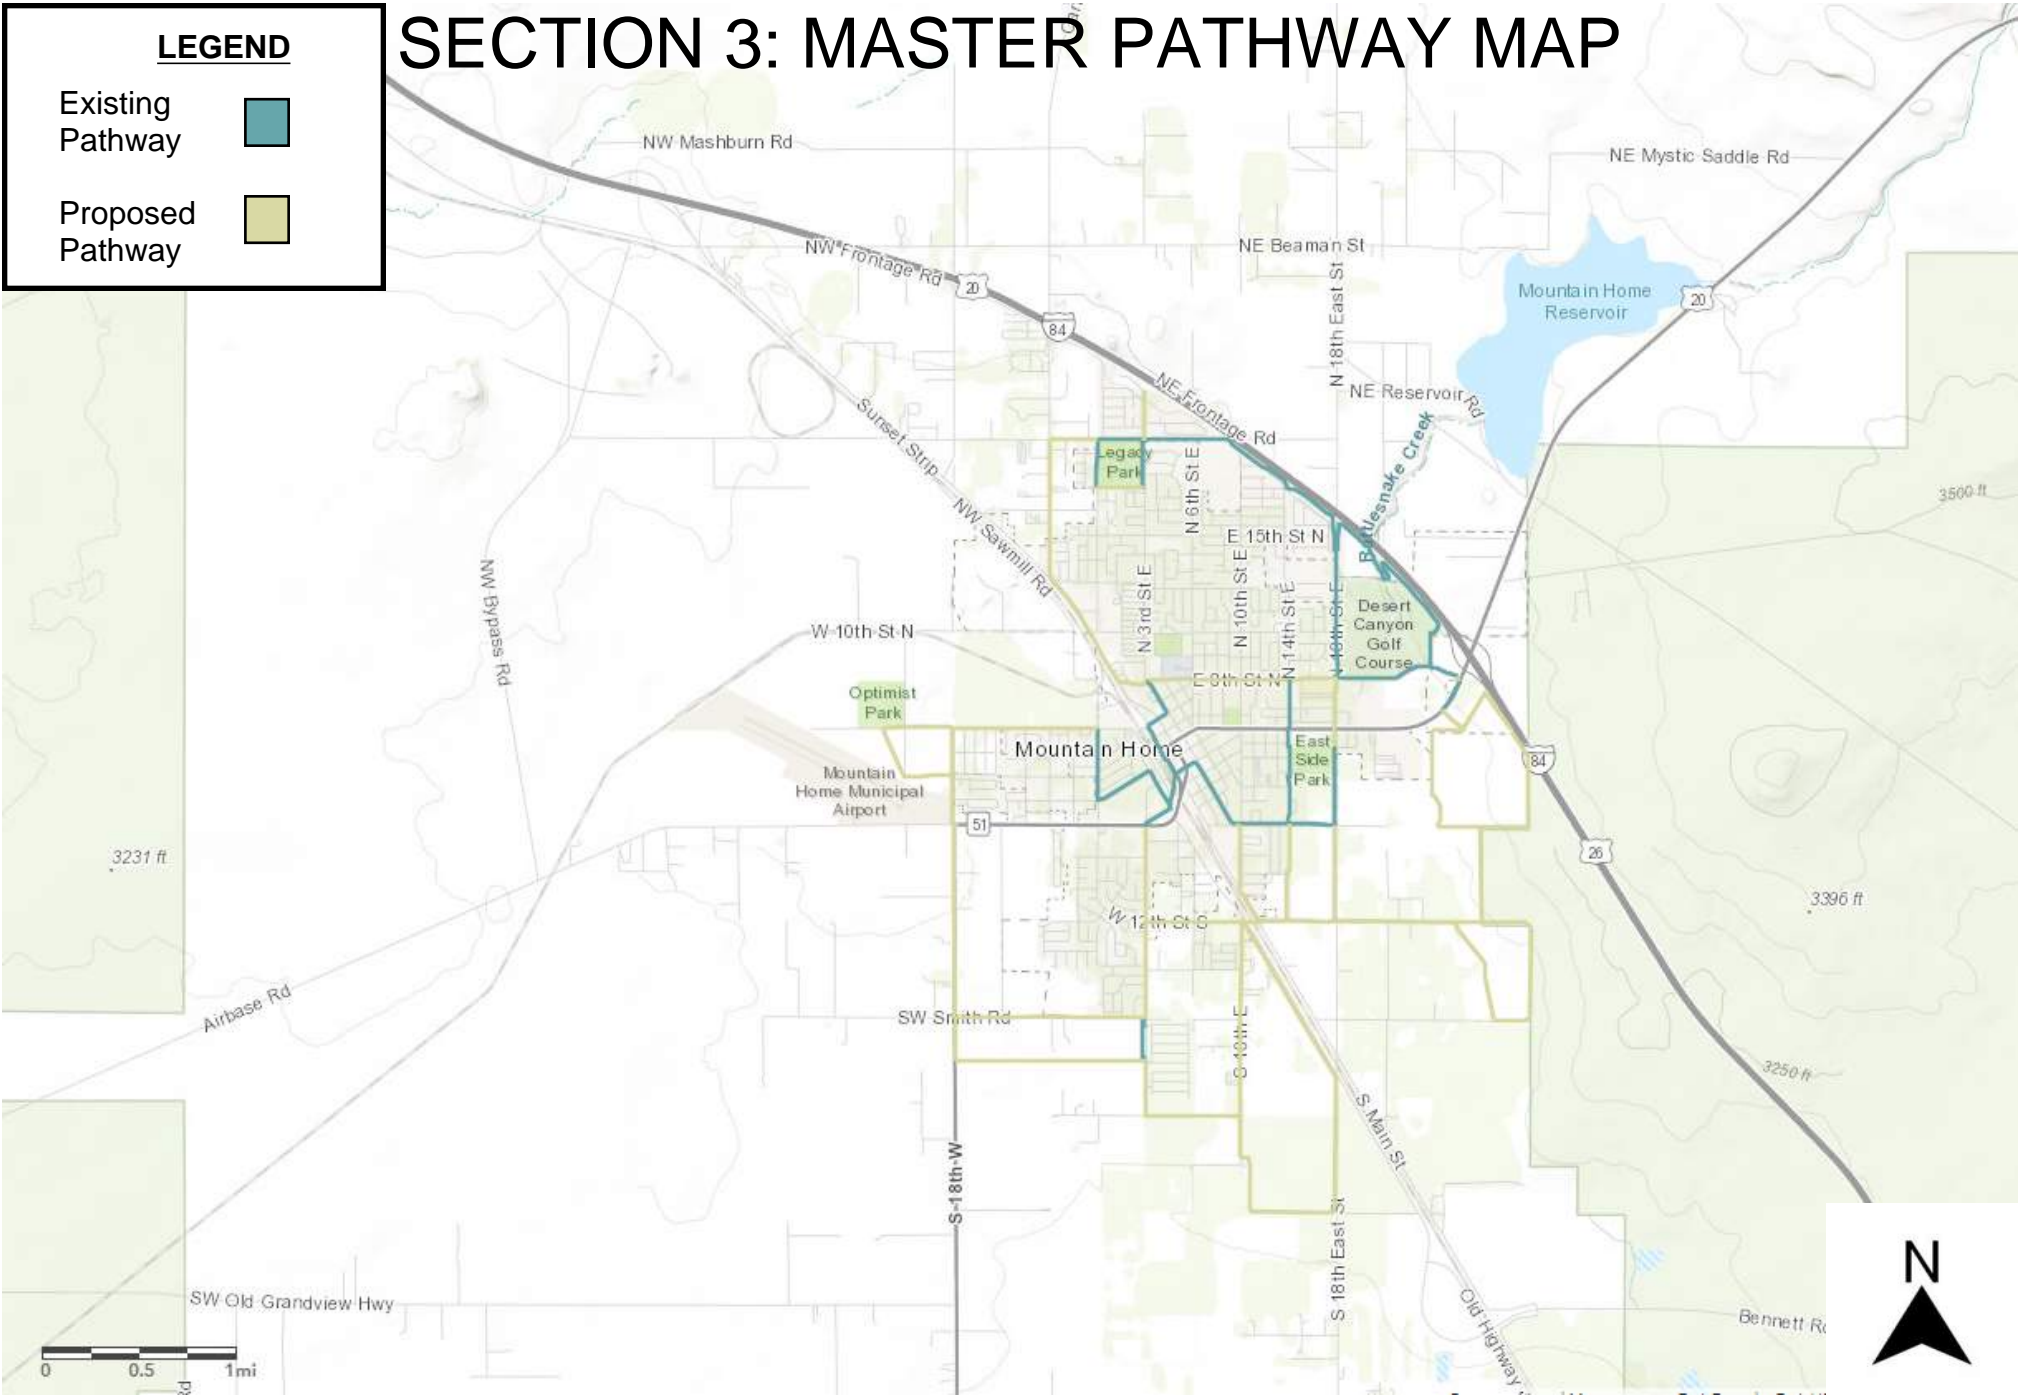 SECTION 3: MASTER PATHWAY MAP
LEGEND
Existing
Pathway
Proposed
Pathway
NW Mashburn Rd
NE Mystic Saddle Rd
NW Frontage Rd
20
NE Beaman St
N 18th East St
Mountain Home
Reservoir
20
84
NE Frontage Rd
NE Reservoir Rd
Sunset Strip
Legacy
Park
N 6th St E
Rattlesnake Creek
3500 ft
NW Sawmill Rd
E 15th St N
NW Bypass Rd
N 3rd St E
N 10th St E
N 14th St E
N 18th St E
Desert
Canyon
Golf
Course
W 10th St N
E 8th St N
Optimist
Park
Mountain Home
East
Side
Park
84
Mountain
Home Municipal
Airport
51
26
3231 ft
3396 ft
W 12th St S
Airbase Rd
SW Smith Rd
S 10th E
3250 ft
S Main St
S 18th W
S 18th East St
N
SW Old Grandview Hwy
Old Highway
Bennett Rd
0 0.5 1mi
Rd